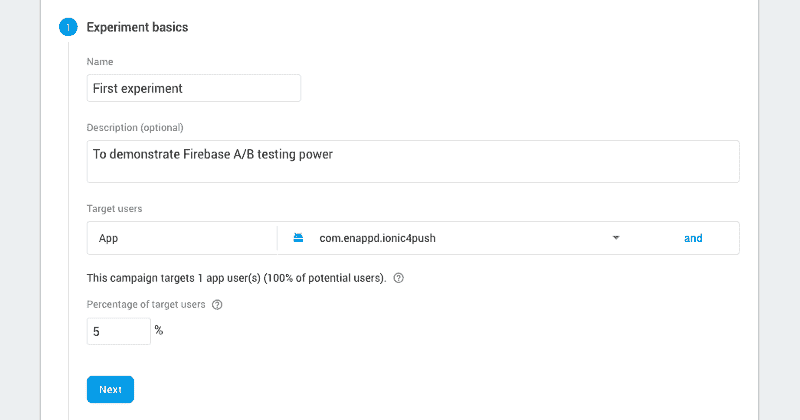 1 Experiment basics
Name
First experiment
Description (optional)
To demonstrate Firebase A/B testing power
Target users
App com.enappd.ionic4push and
This campaign targets 1 app user(s) (100% of potential users). ?
Percentage of target users ?
5 %
Next